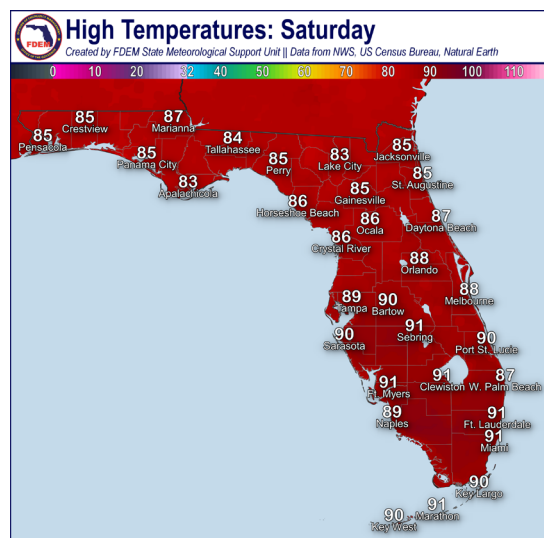 High Temperatures: Saturday
Created by FDEM State Meteorological Support Unit || Data from NWS, US Census Bureau, Natural Earth
FDEM
0 10 20 32 40 50 60 70 80 90 100 110
85
Crestview
87
Marianna
85
Pensacola
84
Tallahassee
85
Panama City
85
Perry
83
Lake City
85
Jacksonville
83
Apalachicola
85
St. Augustine
86
Horseshoe Beach
85
Gainesville
86
Ocala
87
Daytona Beach
86
Crystal River
88
Orlando
89
Tampa
90
Bartow
88
Melbourne
90
Sarasota
91
Sebring
90
Port St. Lucie
91
Ft. Myers
91
Clewiston
87
W. Palm Beach
89
Naples
91
Ft. Lauderdale
91
Miami
90
Key Largo
91
Marathon
90
Key West